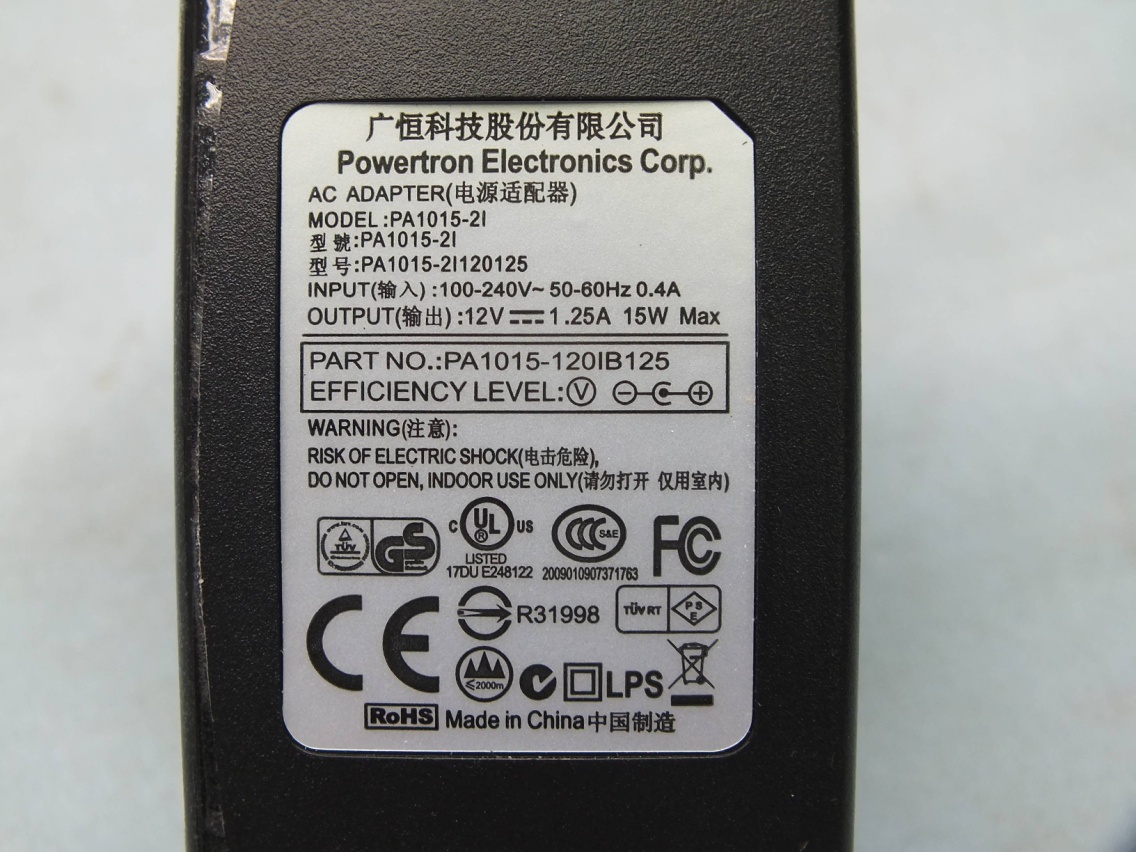 广恒科技股份有限公司
Powertron Electronics Corp.
AC ADAPTER(电源适配器)
MODEL:PA1015-2I
型號:PA1015-2I
型号:PA1015-2I120125
INPUT(输入):100-240V~ 50-60Hz 0.4A
OUTPUT(输出):12V⎓1.25A 15W Max
PART NO.:PA1015-120IB125
EFFICIENCY LEVEL:Ⓥ
WARNING(注意):
RISK OF ELECTRIC SHOCK(电击危险),
DO NOT OPEN, INDOOR USE ONLY(请勿打开 仅用室内)
TÜV GS C UL US CCC S&E FC
LISTED
17DU E248122 2009010907371763
CE R31998 TÜV RT PSE
≤2000m LPS
RoHS Made in China中国制造